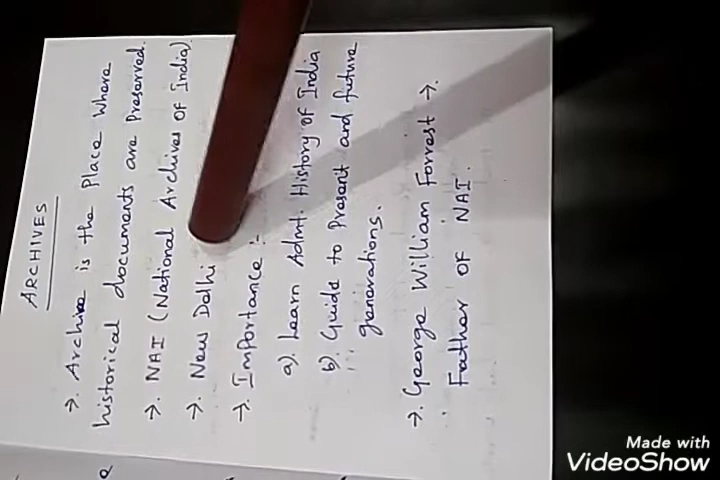 ARCHIVES
→. Archive is the Place Where
historical documents are Preserved.
→. NAI (National Archives of India)
→. New Delhi
→. Importance :-
a). Learn Admt. History of India
b). Guide to Present and future
generations.
→. George William Forrest →.
Father of NAI.
Made with
VideoShow